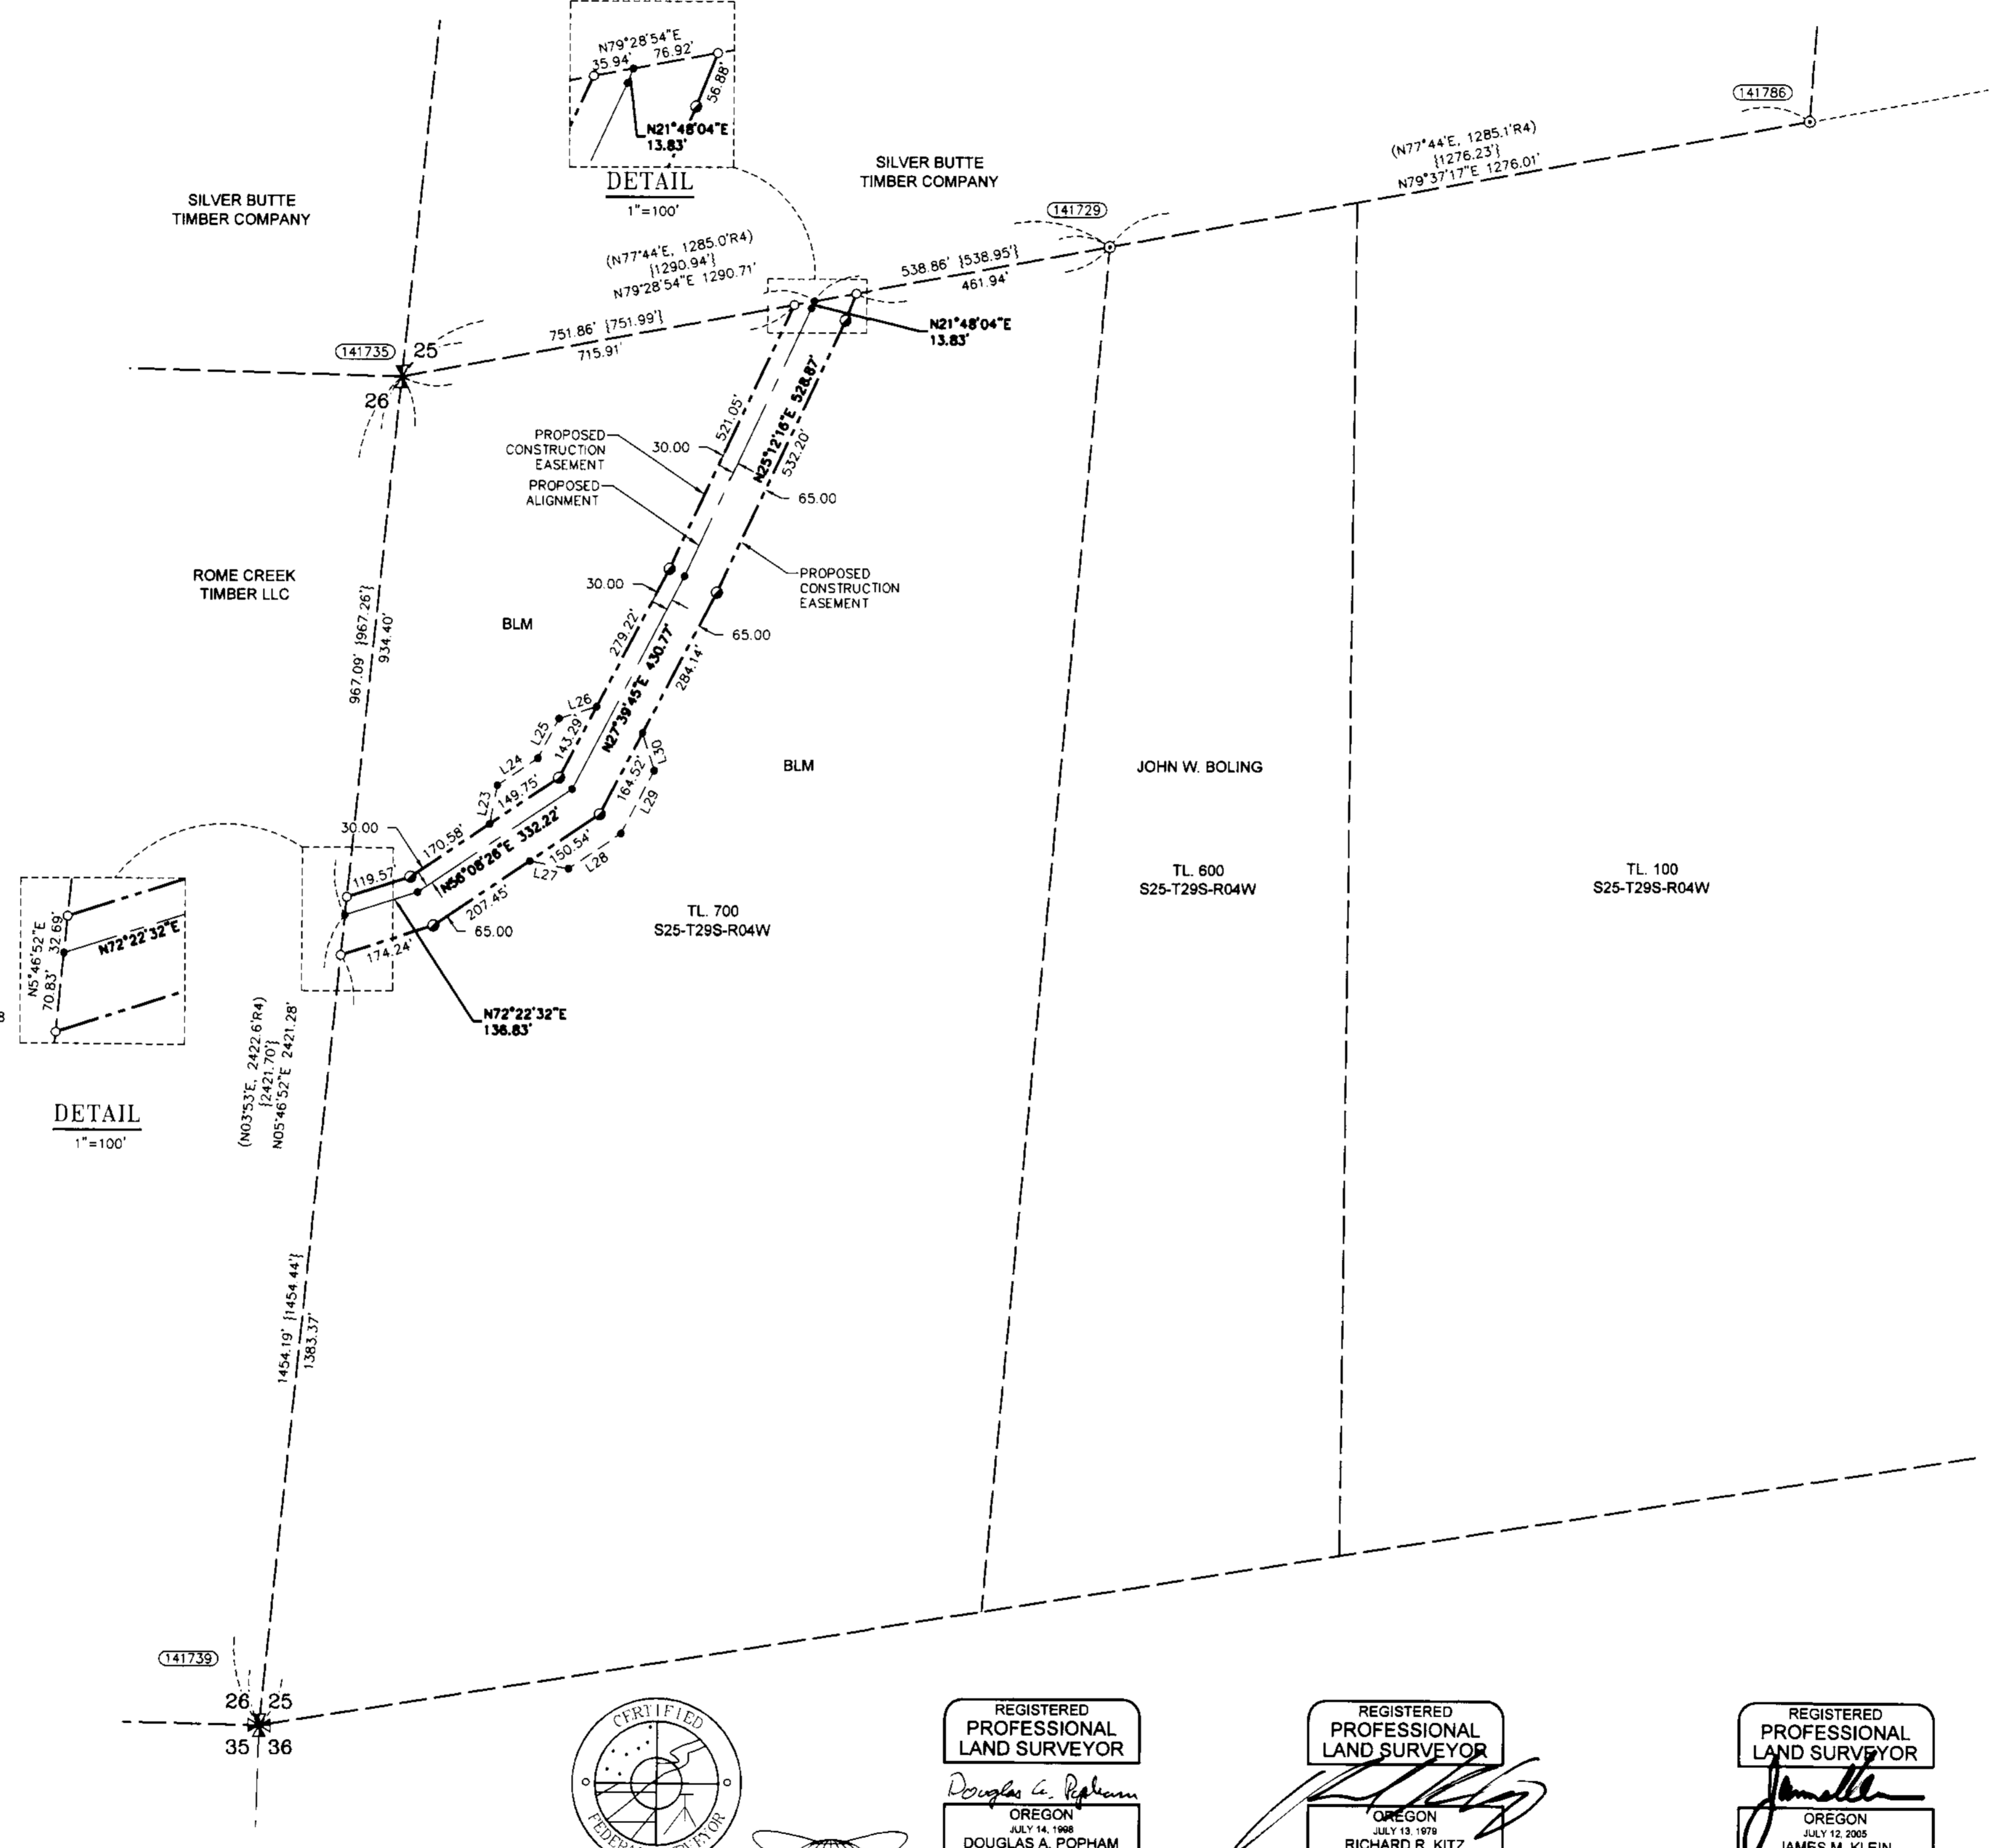 N79°28'54"E
35.94' 76.92'
56.88'
N21°48'04"E
13.83'
DETAIL
1"=100'
SILVER BUTTE
TIMBER COMPANY
SILVER BUTTE
TIMBER COMPANY
141786
(N77°44'E, 1285.1'R4)
{1276.23'}
N79°37'17"E 1276.01'
141729
(N77°44'E, 1285.0'R4)
{1290.94'}
N79°28'54"E 1290.71'
538.86' {538.95'}
461.94'
751.86' {751.99'}
715.91'
N21°48'04"E
13.83'
141735
25
26
521.05'
N25°12'16"E 528.87'
532.20'
PROPOSED
CONSTRUCTION
EASEMENT
30.00
PROPOSED
ALIGNMENT
65.00
ROME CREEK
TIMBER LLC
30.00
PROPOSED
CONSTRUCTION
EASEMENT
967.09' {967.26'}
934.40'
BLM
279.22'
65.00
N27°39'45"E 430.77'
284.14'
L26
L25
143.29'
L24
L23
149.75'
L30
164.52'
L29
BLM
JOHN W. BOLING
30.00
170.58'
N56°08'26"E 332.22'
150.54'
L28
L27
119.57'
207.45'
65.00
174.24'
TL. 700
S25-T29S-R04W
TL. 600
S25-T29S-R04W
TL. 100
S25-T29S-R04W
N5°46'52"E
32.69'
70.83'
N72°22'32"E
N72°22'32"E
136.83'
8
(N03°53'E, 2422.6'R4)
{2421.70'}
N05°46'52"E 2421.28'
DETAIL
1"=100'
1454.19' {1454.44'}
1383.37'
141739
26 25
35 36
CERTIFIED
FEDERAL SURVEYOR
REGISTERED
PROFESSIONAL
LAND SURVEYOR
Douglas A. Popham
OREGON
JULY 14, 1998
DOUGLAS A. POPHAM
REGISTERED
PROFESSIONAL
LAND SURVEYOR
OREGON
JULY 13, 1979
RICHARD R. KITZ
REGISTERED
PROFESSIONAL
LAND SURVEYOR
OREGON
JULY 12, 2005
JAMES M. KLEIN